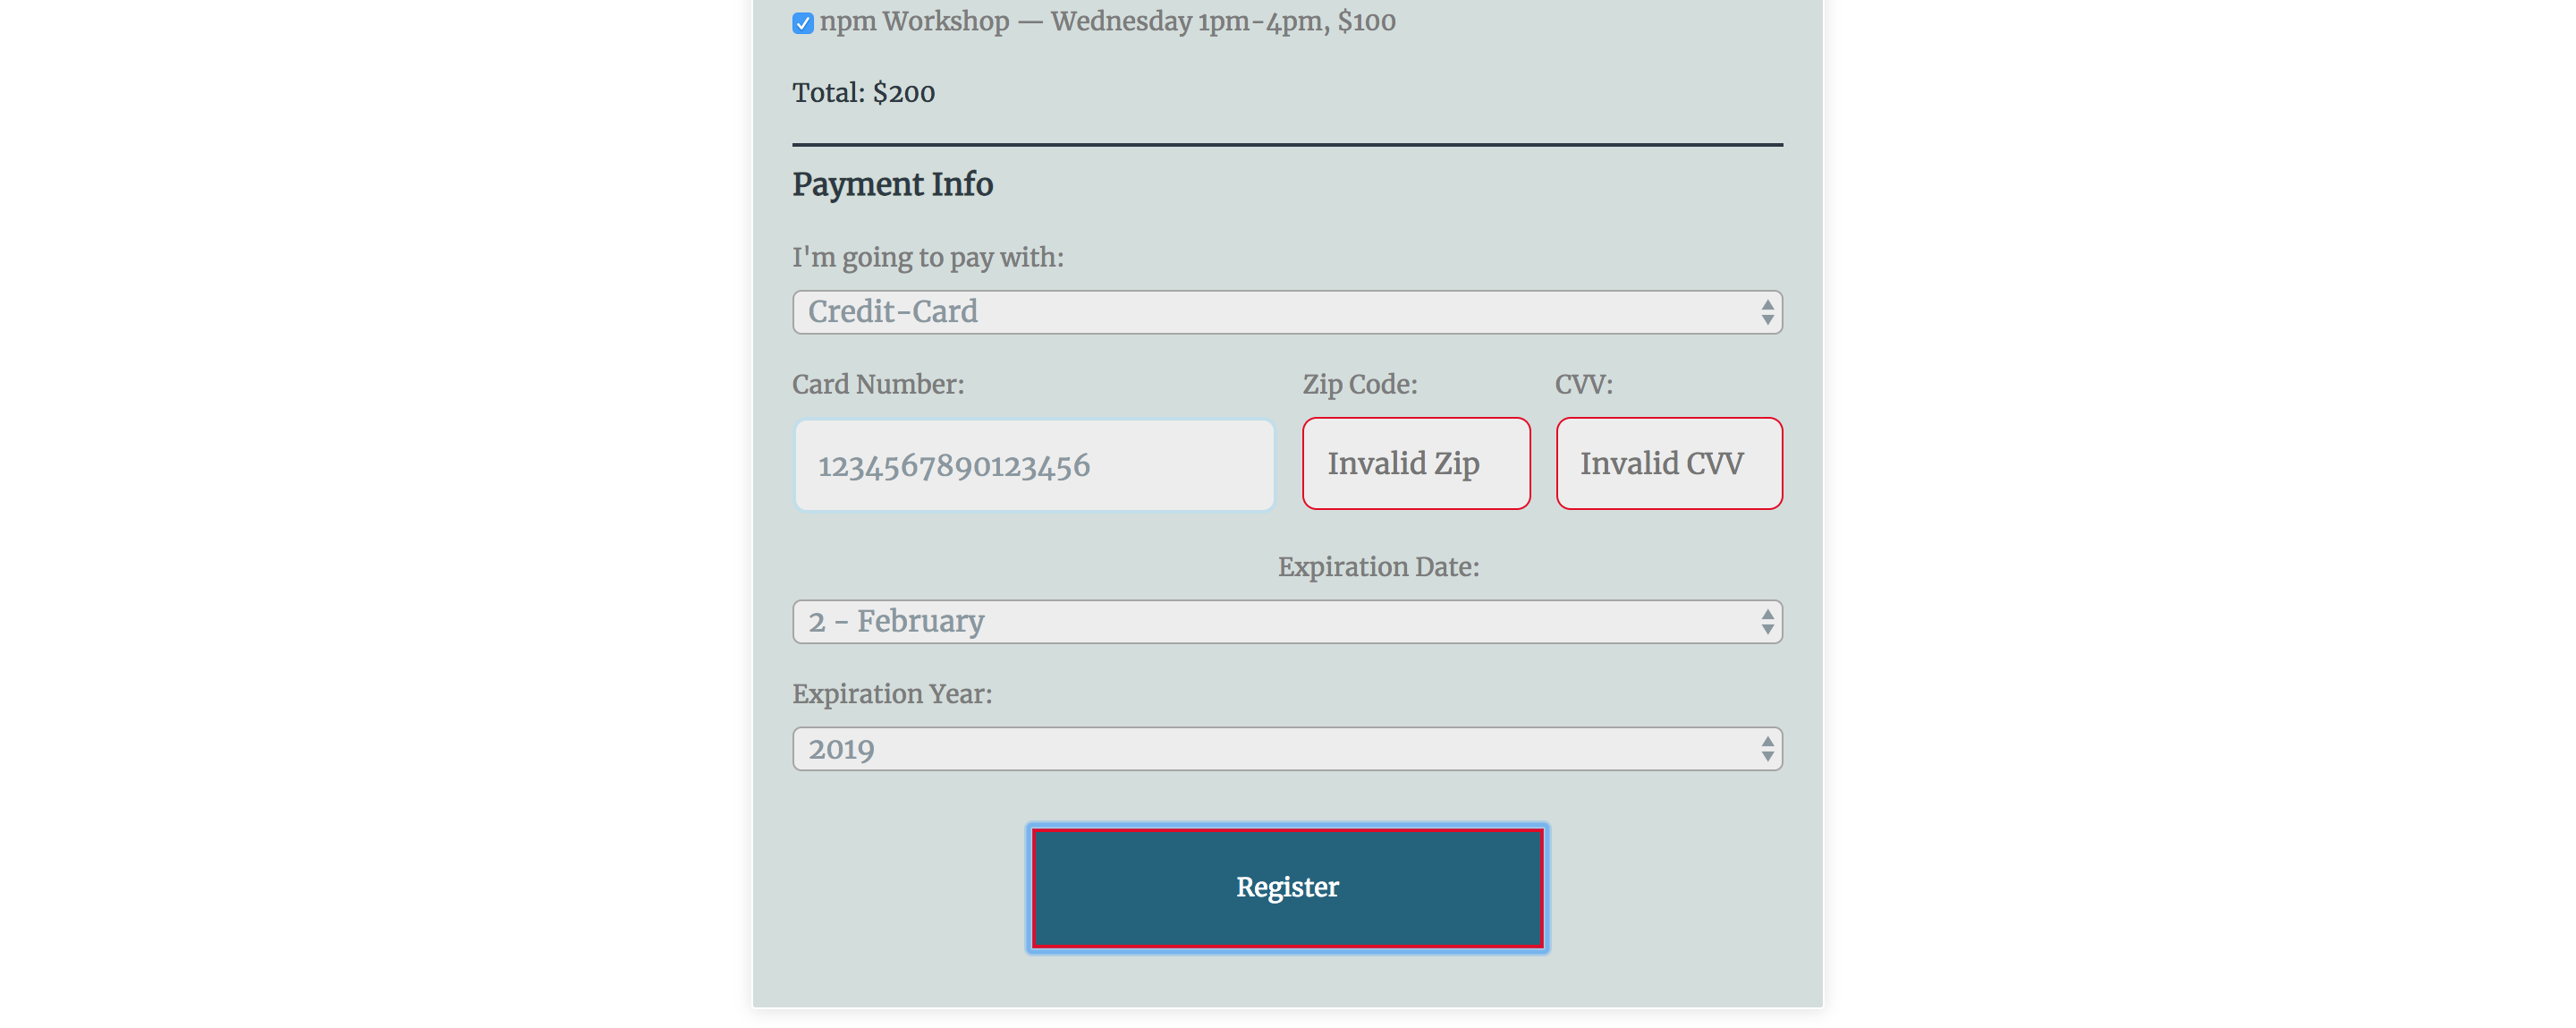 npm Workshop — Wednesday 1pm-4pm, $100
Total: $200
Payment Info
I'm going to pay with:
Credit-Card
Card Number: Zip Code: CVV:
1234567890123456 Invalid Zip Invalid CVV
Expiration Date:
2 - February
Expiration Year:
2019
Register